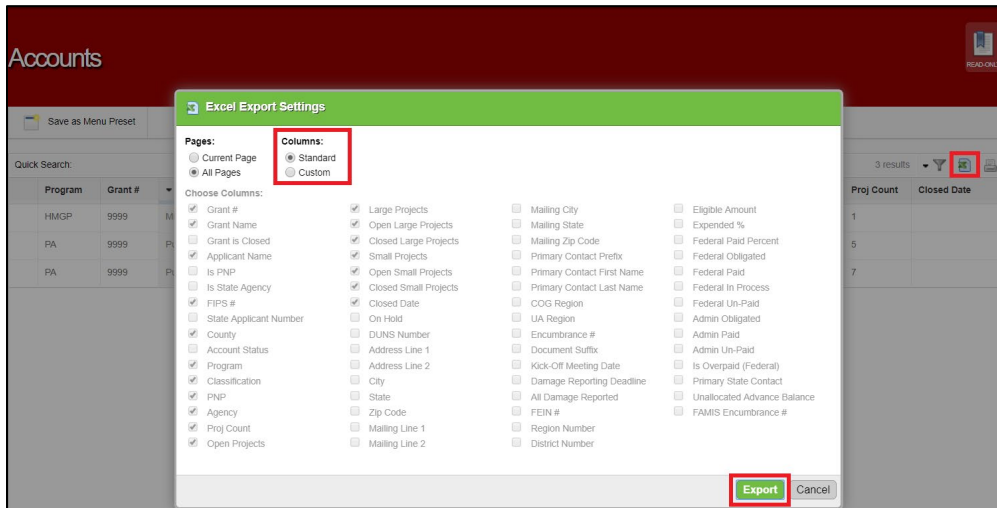 Accounts
READ-ONLY
Save as Menu Preset
Excel Export Settings
Pages:
Columns:
Current Page
Standard
All Pages
Custom
Quick Search:
3 results
Program
Grant #
Proj Count
Closed Date
HMGP
9999
1
PA
9999
5
PA
9999
7
Choose Columns:
Grant #
Grant Name
Grant is Closed
Applicant Name
Is PNP
Is State Agency
FIPS #
State Applicant Number
County
Account Status
Program
Classification
PNP
Agency
Proj Count
Open Projects
Large Projects
Open Large Projects
Closed Large Projects
Small Projects
Open Small Projects
Closed Small Projects
Closed Date
On Hold
DUNS Number
Address Line 1
Address Line 2
City
State
Zip Code
Mailing Line 1
Mailing Line 2
Mailing City
Mailing State
Mailing Zip Code
Primary Contact Prefix
Primary Contact First Name
Primary Contact Last Name
COG Region
UA Region
Encumbrance #
Document Suffix
Kick-Off Meeting Date
Damage Reporting Deadline
All Damage Reported
FEIN #
Region Number
District Number
Eligible Amount
Expended %
Federal Paid Percent
Federal Obligated
Federal Paid
Federal In Process
Federal Un-Paid
Admin Obligated
Admin Paid
Admin Un-Paid
Is Overpaid (Federal)
Primary State Contact
Unallocated Advance Balance
FAMIS Encumbrance #
Export
Cancel